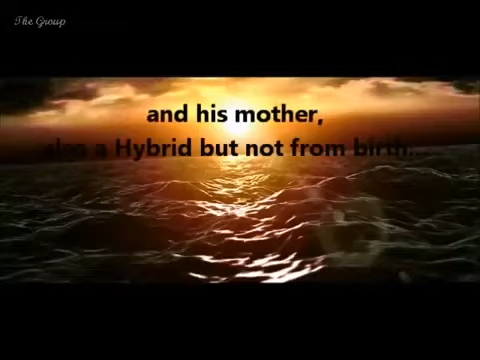 The Group
and his mother,
also a Hybrid but not from birth...